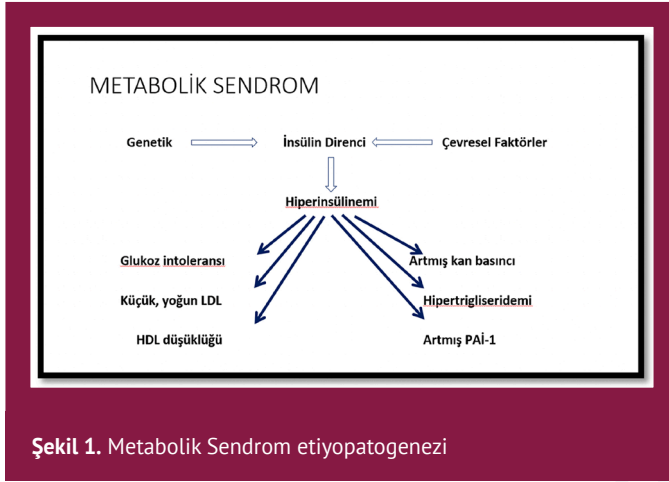 METABOLİK SENDROM
Genetik İnsülin Direnci Çevresel Faktörler
Hiperinsülinemi
Glukoz intoleransı Artmış kan basıncı
Küçük, yoğun LDL Hipertrigliseridemi
HDL düşüklüğü Artmış PAİ-1
Şekil 1. Metabolik Sendrom etiyopatogenezi